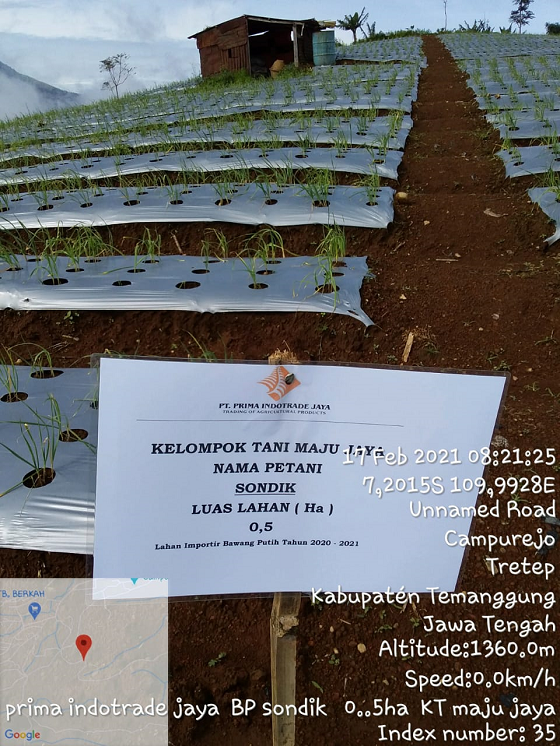 PT. PRIMA INDOTRADE JAYA
TRADING OF AGRICULTURAL PRODUCTS
KELOMPOK TANI MAJU JAYA
NAMA PETANI
SONDIK
LUAS LAHAN ( Ha )
0,5
Lahan Importir Bawang Putih Tahun 2020 - 2021
17 Feb 2021 08:21:25
7,2015S 109,9928E
Unnamed Road
Campurejo
Tretep
Kabupatén Temanggung
Jawa Tengah
Altitude:1360.0m
Speed:0.0km/h
prima indotrade jaya BP sondik 0..5ha KT maju jaya
Index number: 35
TB. BERKAH
Google